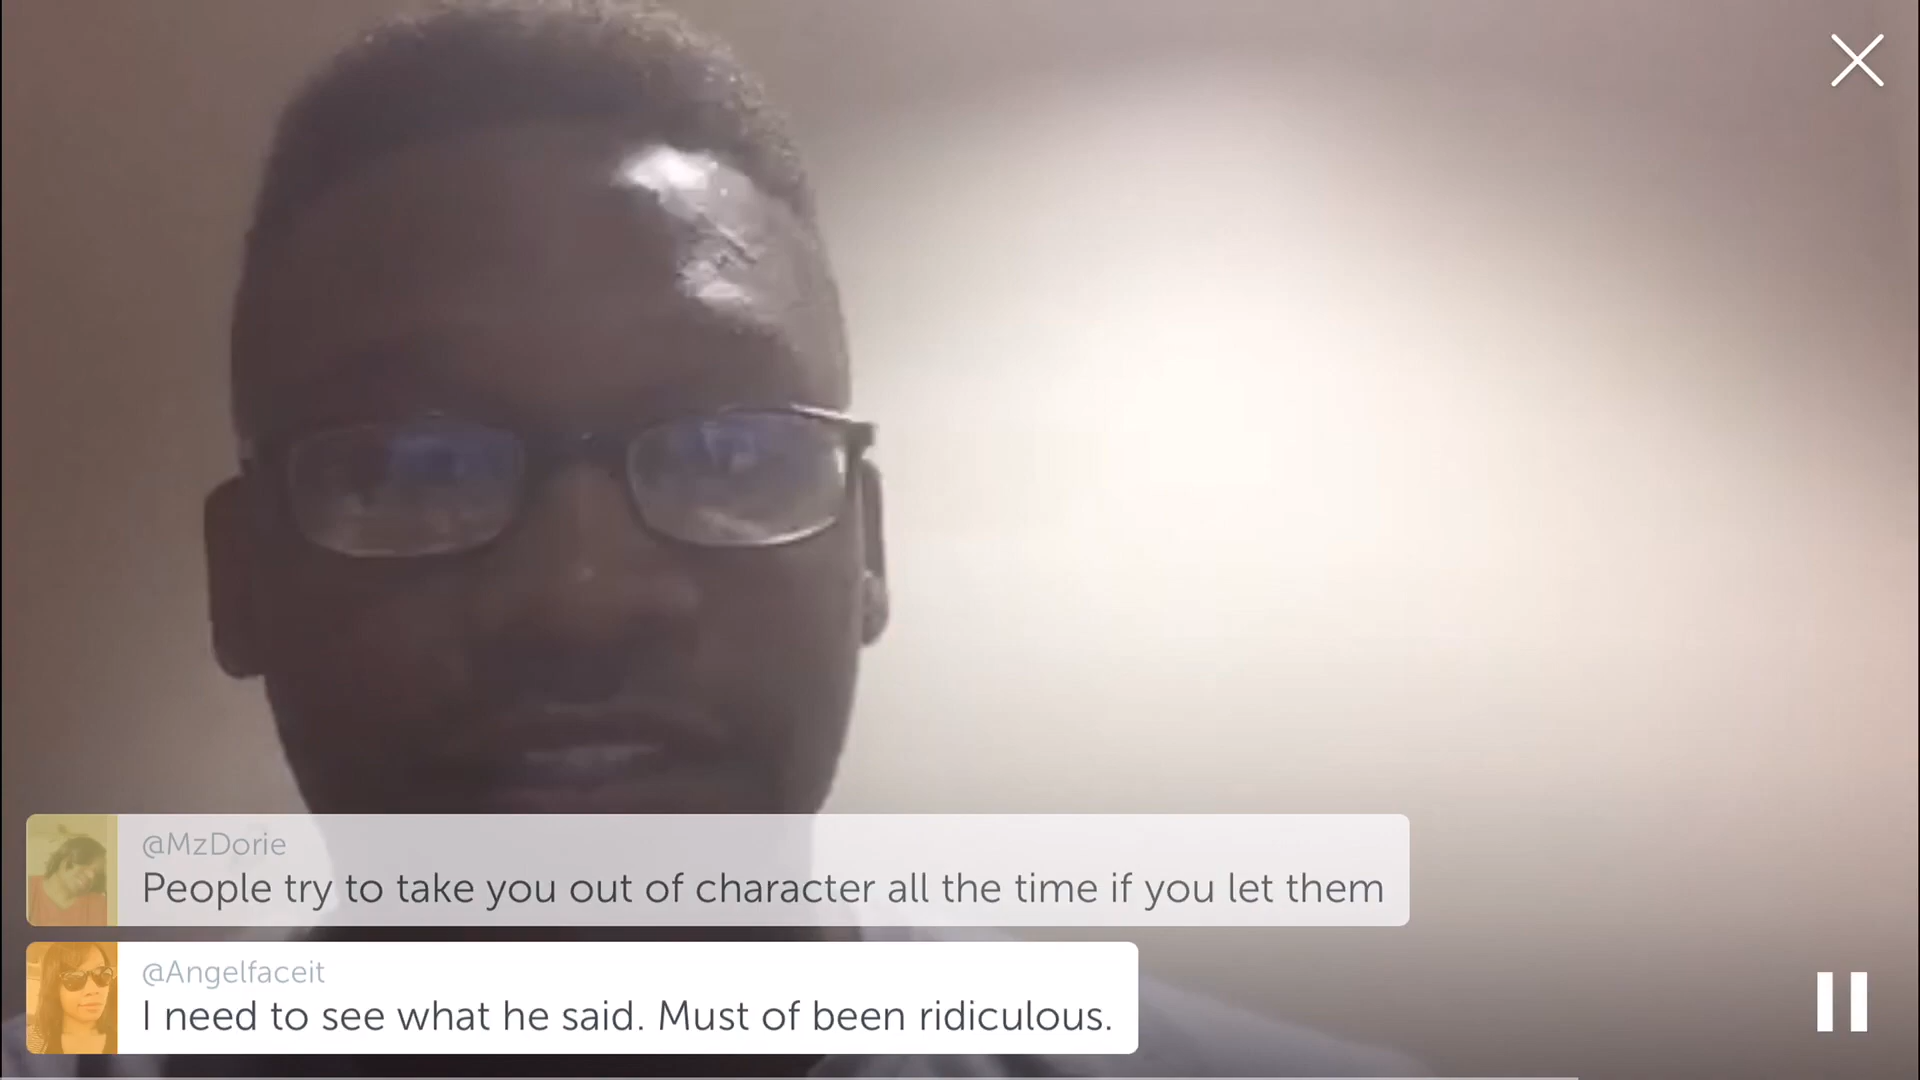 @MzDorie
People try to take you out of character all the time if you let them
@Angelfaceit
I need to see what he said. Must of been ridiculous.